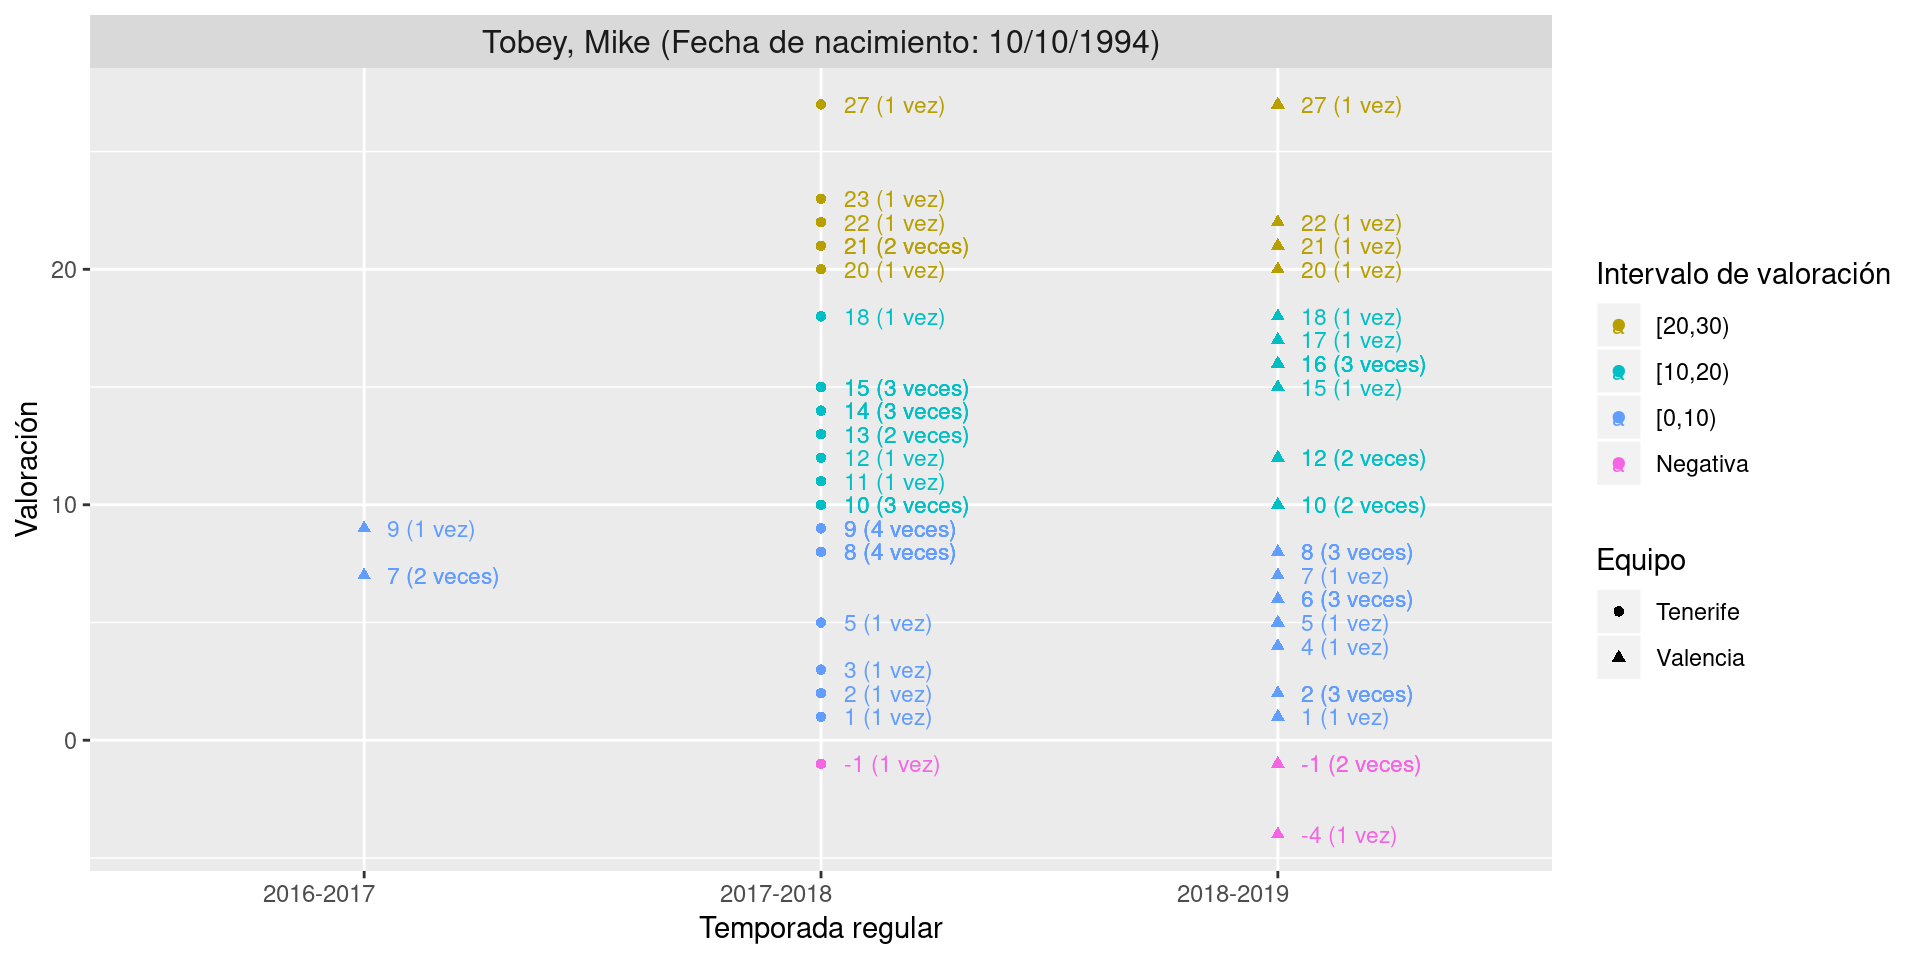 Tobey, Mike (Fecha de nacimiento: 10/10/1994)
Valoración
20
10
0
9 (1 vez)
7 (2 veces)
27 (1 vez)
23 (1 vez)
22 (1 vez)
21 (2 veces)
20 (1 vez)
18 (1 vez)
15 (3 veces)
14 (3 veces)
13 (2 veces)
12 (1 vez)
11 (1 vez)
10 (3 veces)
9 (4 veces)
8 (4 veces)
5 (1 vez)
3 (1 vez)
2 (1 vez)
1 (1 vez)
-1 (1 vez)
27 (1 vez)
22 (1 vez)
21 (1 vez)
20 (1 vez)
18 (1 vez)
17 (1 vez)
16 (3 veces)
15 (1 vez)
12 (2 veces)
10 (2 veces)
8 (3 veces)
7 (1 vez)
6 (3 veces)
5 (1 vez)
4 (1 vez)
2 (3 veces)
1 (1 vez)
-1 (2 veces)
-4 (1 vez)
2016-2017
2017-2018
2018-2019
Temporada regular
Intervalo de valoración
[20,30)
[10,20)
[0,10)
Negativa
Equipo
Tenerife
Valencia